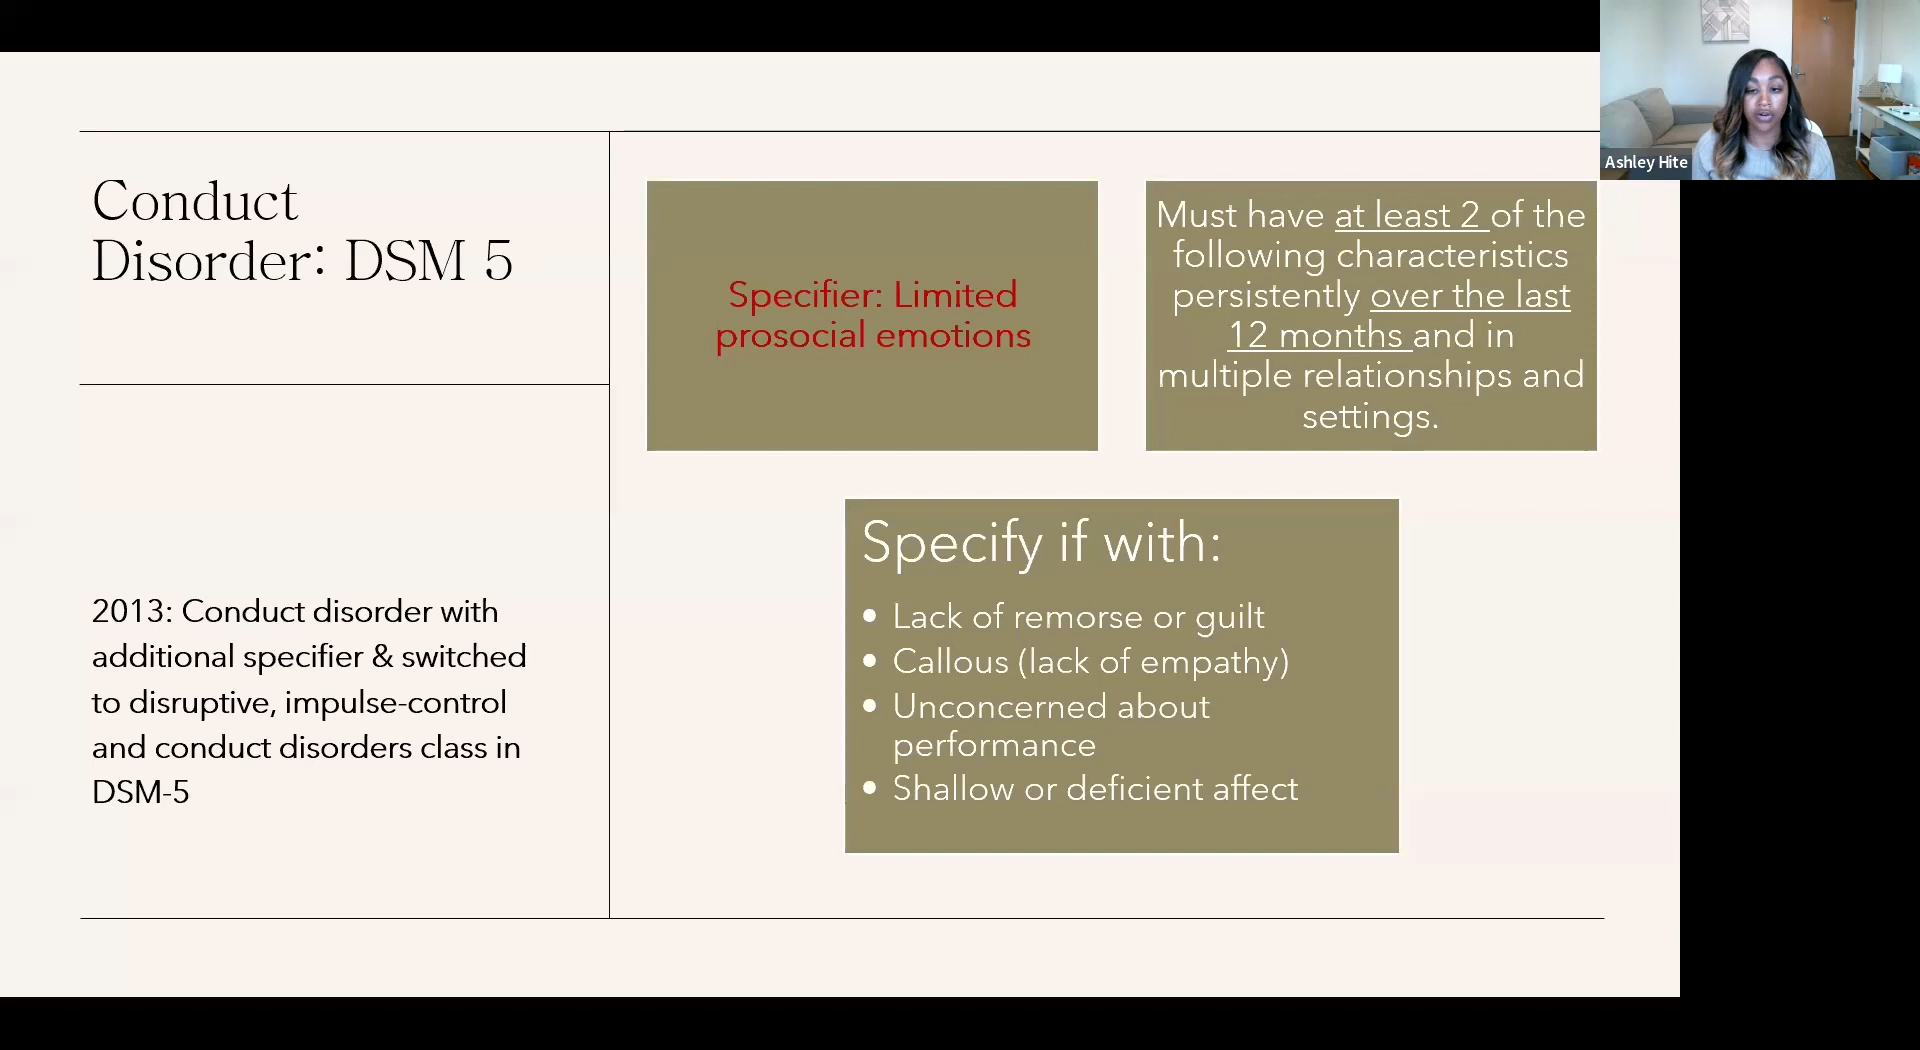 Conduct
Disorder: DSM 5
2013: Conduct disorder with
additional specifier & switched
to disruptive, impulse-control
and conduct disorders class in
DSM-5
Specifier: Limited
prosocial emotions
Must have at least 2 of the
following characteristics
persistently over the last
12 months and in
multiple relationships and
settings.
Specify if with:
• Lack of remorse or guilt
• Callous (lack of empathy)
• Unconcerned about
performance
• Shallow or deficient affect
Ashley Hite